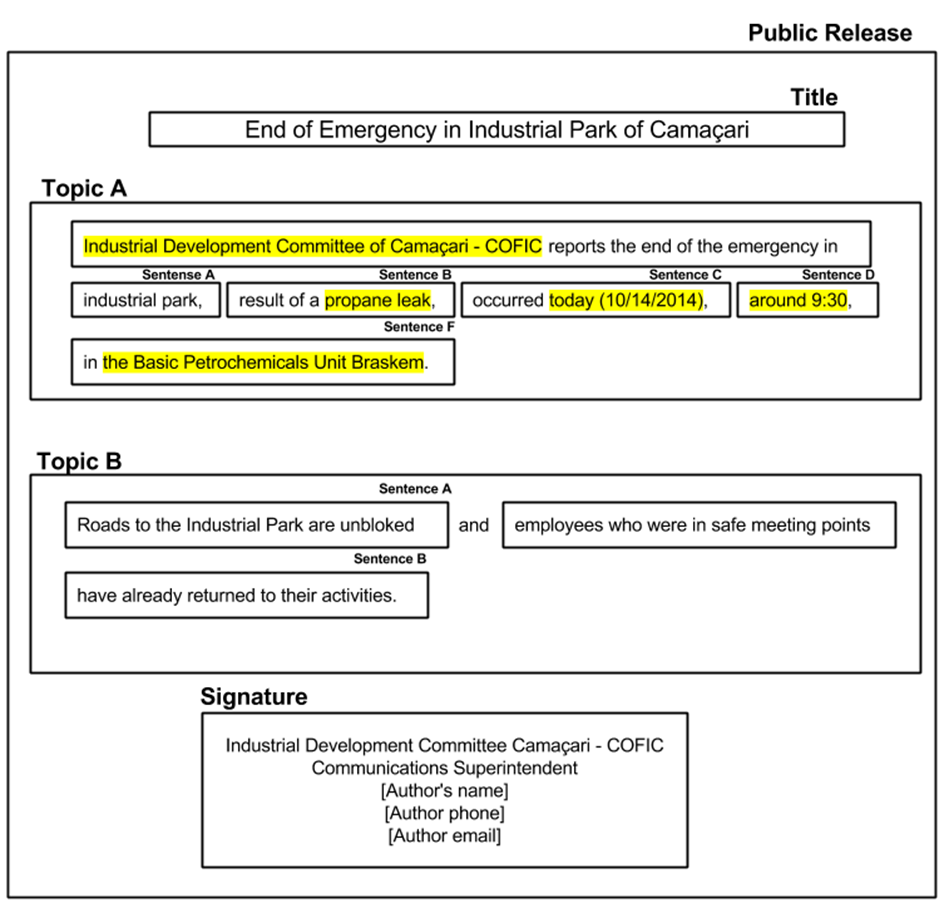 Public Release
Title
End of Emergency in Industrial Park of Camaçari
Topic A
Industrial Development Committee of Camaçari - COFIC reports the end of the emergency in
Sentense A Sentence B Sentence C Sentence D
industrial park, result of a propane leak, occurred today (10/14/2014), around 9:30,
Sentence F
in the Basic Petrochemicals Unit Braskem.
Topic B
Sentence A
Roads to the Industrial Park are unbloked and employees who were in safe meeting points
Sentence B
have already returned to their activities.
Signature
Industrial Development Committee Camaçari - COFIC
Communications Superintendent
[Author's name]
[Author phone]
[Author email]